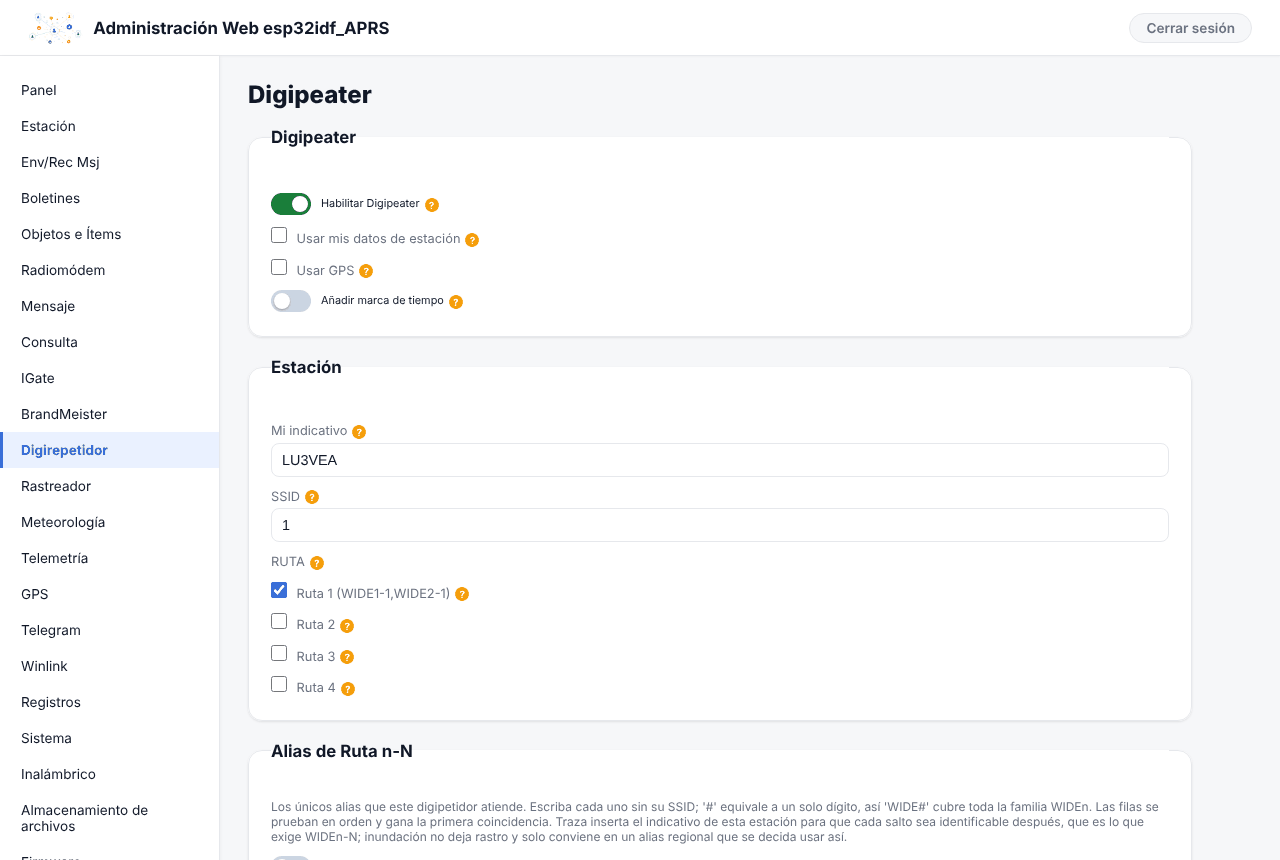 Administración Web esp32idf_APRS
Cerrar sesión
Panel
Estación
Env/Rec Msj
Boletines
Objetos e Ítems
Radiomódem
Mensaje
Consulta
IGate
BrandMeister
Digirepetidor
Rastreador
Meteorología
Telemetría
GPS
Telegram
Winlink
Registros
Sistema
Inalámbrico
Almacenamiento de
archivos
Firmware
Digipeater
Digipeater
Habilitar Digipeater ?
Usar mis datos de estación ?
Usar GPS ?
Añadir marca de tiempo ?
Estación
Mi indicativo ?
LU3VEA
SSID ?
1
RUTA ?
Ruta 1 (WIDE1-1,WIDE2-1) ?
Ruta 2 ?
Ruta 3 ?
Ruta 4 ?
Alias de Ruta n-N
Los únicos alias que este digipetidor atiende. Escriba cada uno sin su SSID; '#' equivale a un solo dígito, así 'WIDE#' cubre toda la familia WIDEn. Las filas se
prueban en orden y gana la primera coincidencia. Traza inserta el indicativo de esta estación para que cada salto sea identificable después, que es lo que
exige WIDEn-N; inundación no deja rastro y solo conviene en un alias regional que se decida usar así.